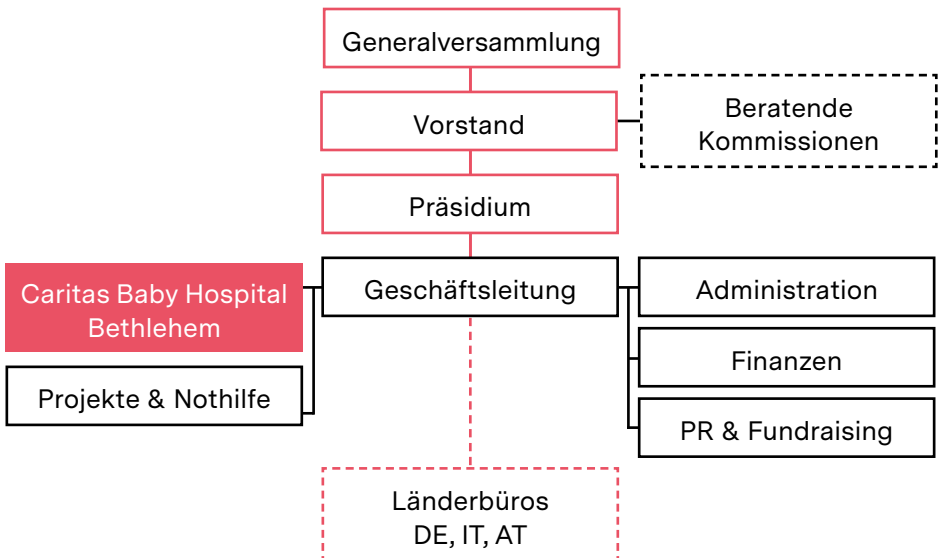 Generalversammlung
Vorstand
Beratende
Kommissionen
Präsidium
Caritas Baby Hospital
Bethlehem
Geschäftsleitung
Administration
Projekte & Nothilfe
Finanzen
PR & Fundraising
Länderbüros
DE, IT, AT